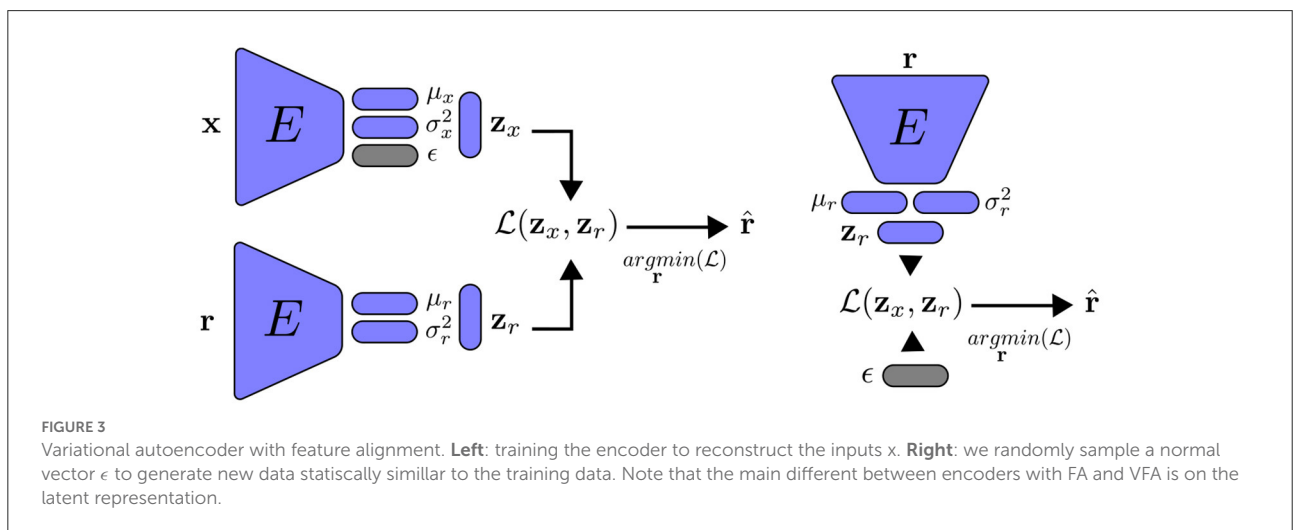 x
E
μ_x
σ_x^2
ϵ
z_x
r
E
μ_r
σ_r^2
z_r
ℒ(z_x, z_r)
argmin(ℒ)
r
r̂
r
E
μ_r
σ_r^2
z_r
ℒ(z_x, z_r)
argmin(ℒ)
r
r̂
ϵ
FIGURE 3
Variational autoencoder with feature alignment. Left: training the encoder to reconstruct the inputs x. Right: we randomly sample a normal
vector ϵ to generate new data statiscally simillar to the training data. Note that the main different between encoders with FA and VFA is on the
latent representation.